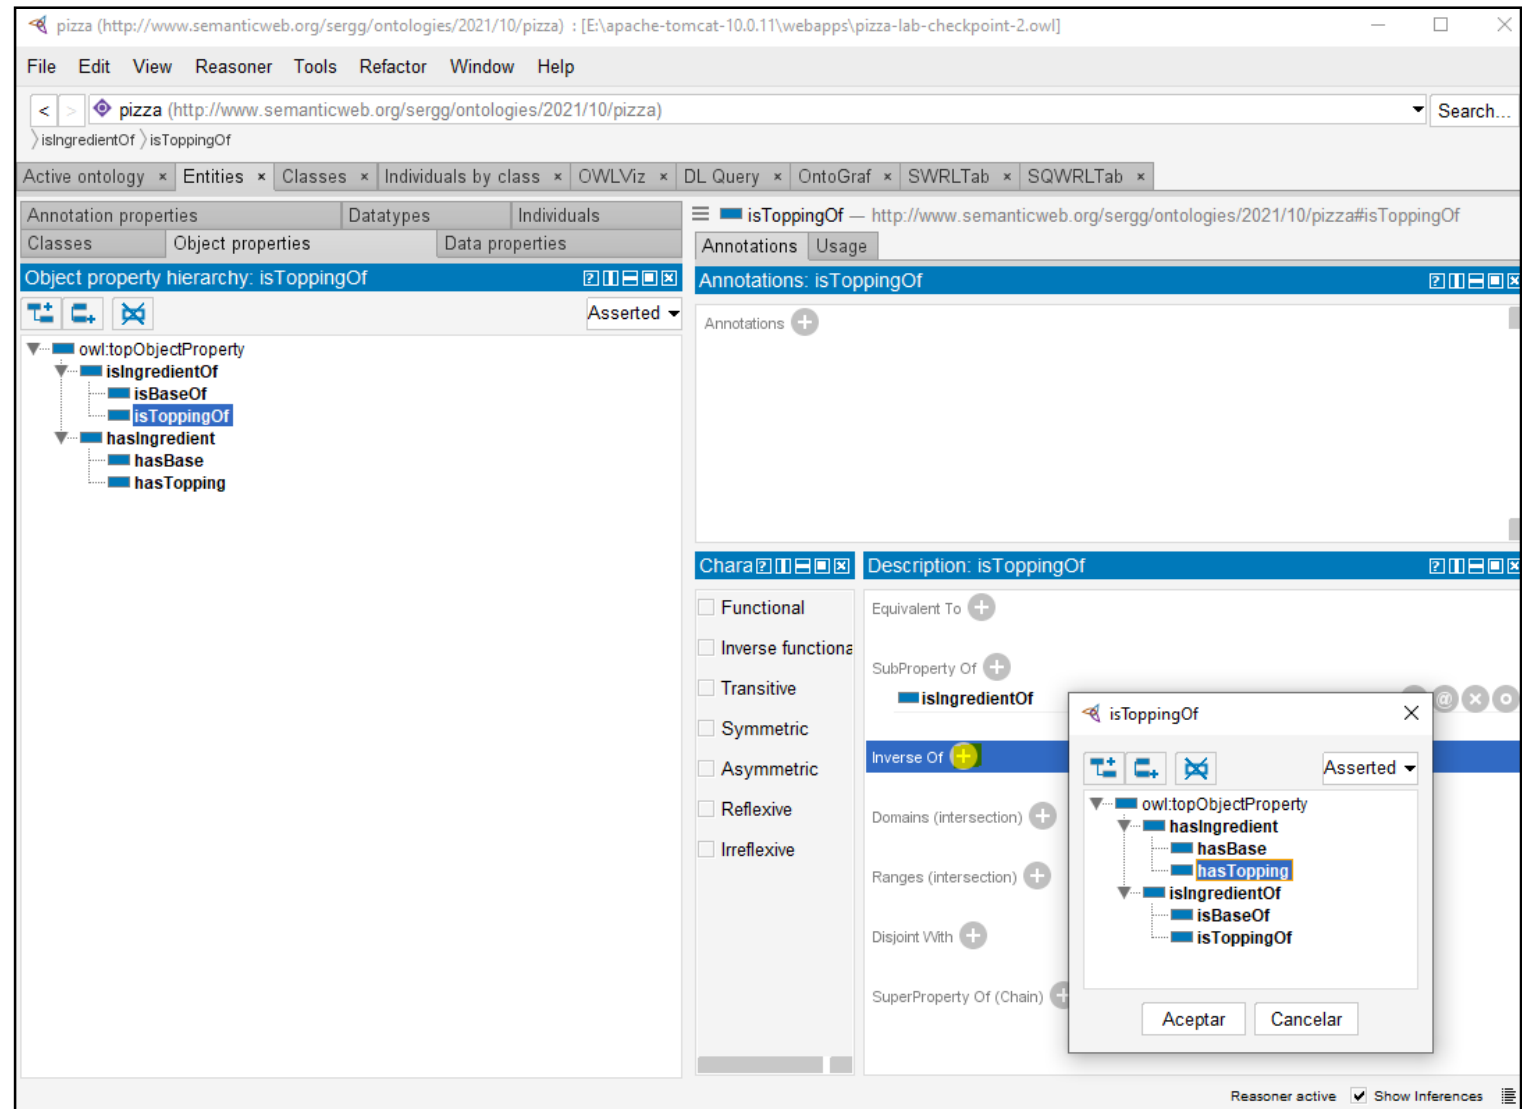 pizza (http://www.semanticweb.org/sergg/ontologies/2021/10/pizza) : [E:\apache-tomcat-10.0.11\webapps\pizza-lab-checkpoint-2.owl]
File Edit View Reasoner Tools Refactor Window Help
< > pizza (http://www.semanticweb.org/sergg/ontologies/2021/10/pizza) Search...
isIngredientOf isToppingOf
Active ontology × Entities × Classes × Individuals by class × OWLViz × DL Query × OntoGraf × SWRLTab × SQWRLTab ×
Annotation properties Datatypes Individuals
Classes Object properties Data properties
Object property hierarchy: isToppingOf
Asserted
owl:topObjectProperty
isIngredientOf
isBaseOf
isToppingOf
hasIngredient
hasBase
hasTopping
isToppingOf — http://www.semanticweb.org/sergg/ontologies/2021/10/pizza#isToppingOf
Annotations Usage
Annotations: isToppingOf
Annotations
Chara
Functional
Inverse functiona
Transitive
Symmetric
Asymmetric
Reflexive
Irreflexive
Description: isToppingOf
Equivalent To
SubProperty Of
isIngredientOf
Inverse Of
Domains (intersection)
Ranges (intersection)
Disjoint With
SuperProperty Of (Chain)
isToppingOf
Asserted
owl:topObjectProperty
hasIngredient
hasBase
hasTopping
isIngredientOf
isBaseOf
isToppingOf
Aceptar Cancelar
Reasoner active Show Inferences